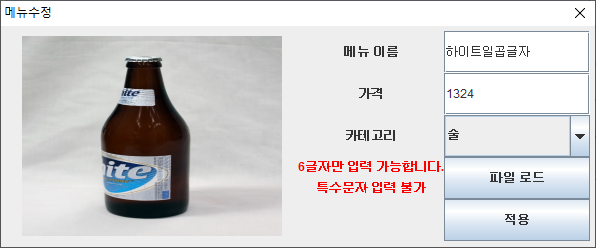 메뉴수정
메뉴 이름
하이트일곱글자
가격
1324
카테고리
술
6글자만 입력 가능합니다.
특수문자 입력 불가
파일 로드
적용
ite
ite